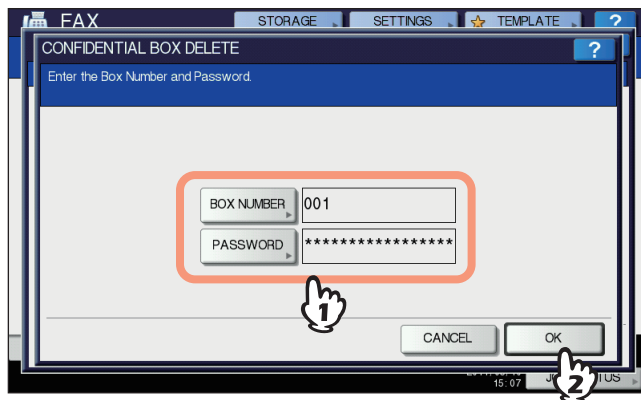 FAX STORAGE SETTINGS TEMPLATE ?
CONFIDENTIAL BOX DELETE ?
Enter the Box Number and Password.
BOX NUMBER 001
PASSWORD *****************
1
CANCEL OK
15:07
2